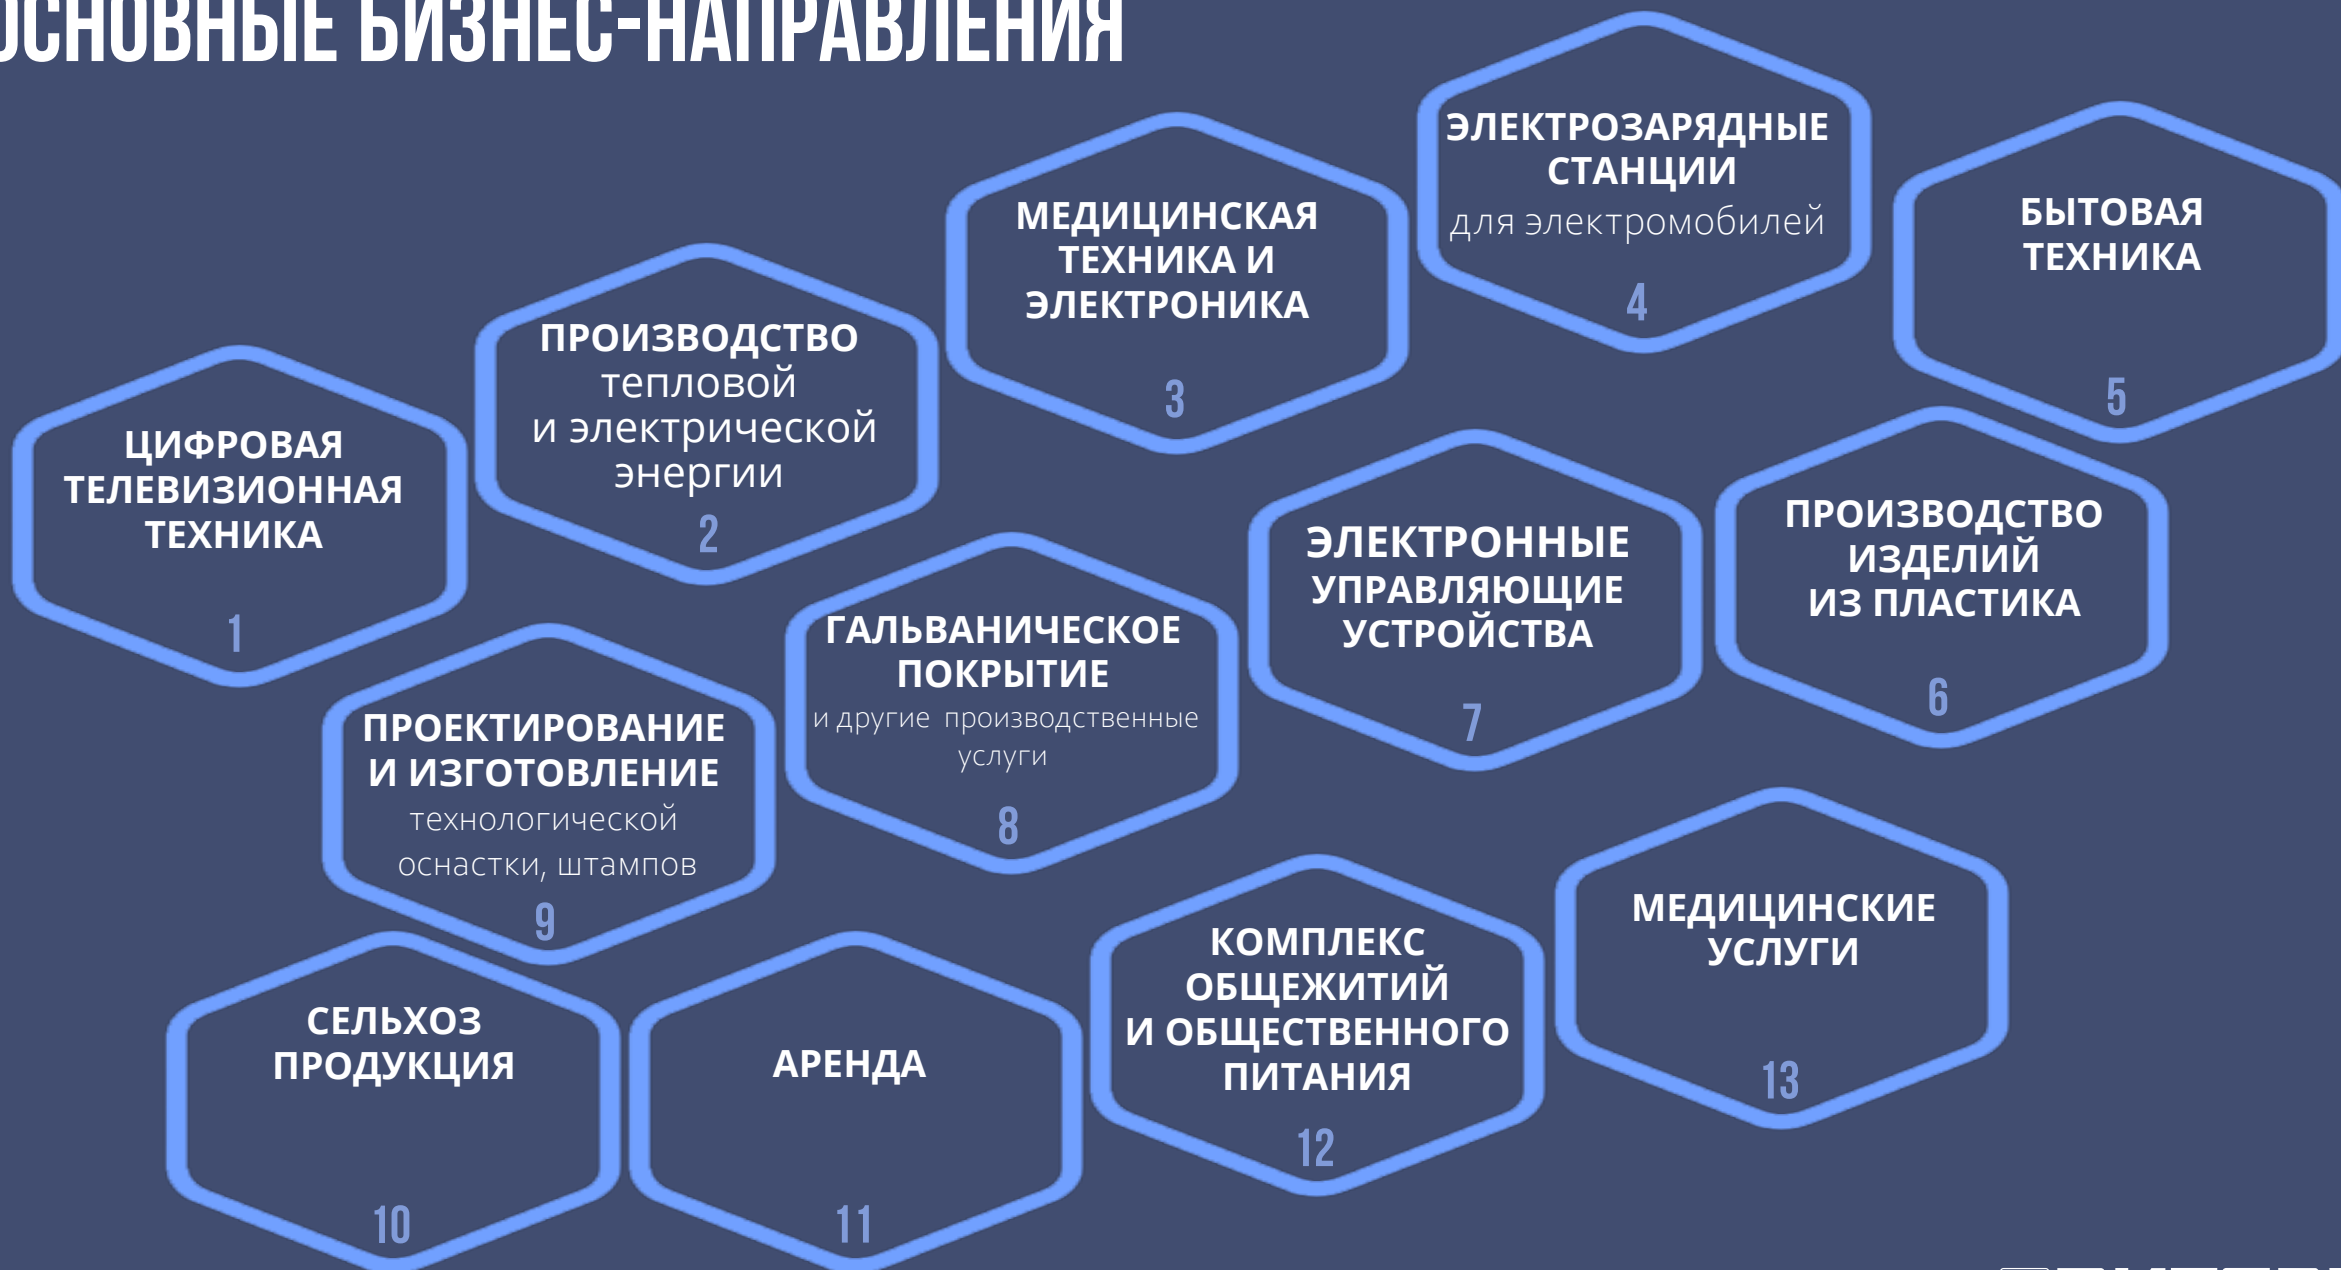 ОСНОВНЫЕ БИЗНЕС-НАПРАВЛЕНИЯ
ЦИФРОВАЯ
ТЕЛЕВИЗИОННАЯ
ТЕХНИКА
1
ПРОИЗВОДСТВО
тепловой
и электрической
энергии
2
МЕДИЦИНСКАЯ
ТЕХНИКА И
ЭЛЕКТРОНИКА
3
ЭЛЕКТРОЗАРЯДНЫЕ
СТАНЦИИ
для электромобилей
4
БЫТОВАЯ
ТЕХНИКА
5
ПРОИЗВОДСТВО
ИЗДЕЛИЙ
ИЗ ПЛАСТИКА
6
ЭЛЕКТРОННЫЕ
УПРАВЛЯЮЩИЕ
УСТРОЙСТВА
7
ГАЛЬВАНИЧЕСКОЕ
ПОКРЫТИЕ
и другие производственные
услуги
8
ПРОЕКТИРОВАНИЕ
И ИЗГОТОВЛЕНИЕ
технологической
оснастки, штампов
9
СЕЛЬХОЗ
ПРОДУКЦИЯ
10
АРЕНДА
11
КОМПЛЕКС
ОБЩЕЖИТИЙ
И ОБЩЕСТВЕННОГО
ПИТАНИЯ
12
МЕДИЦИНСКИЕ
УСЛУГИ
13